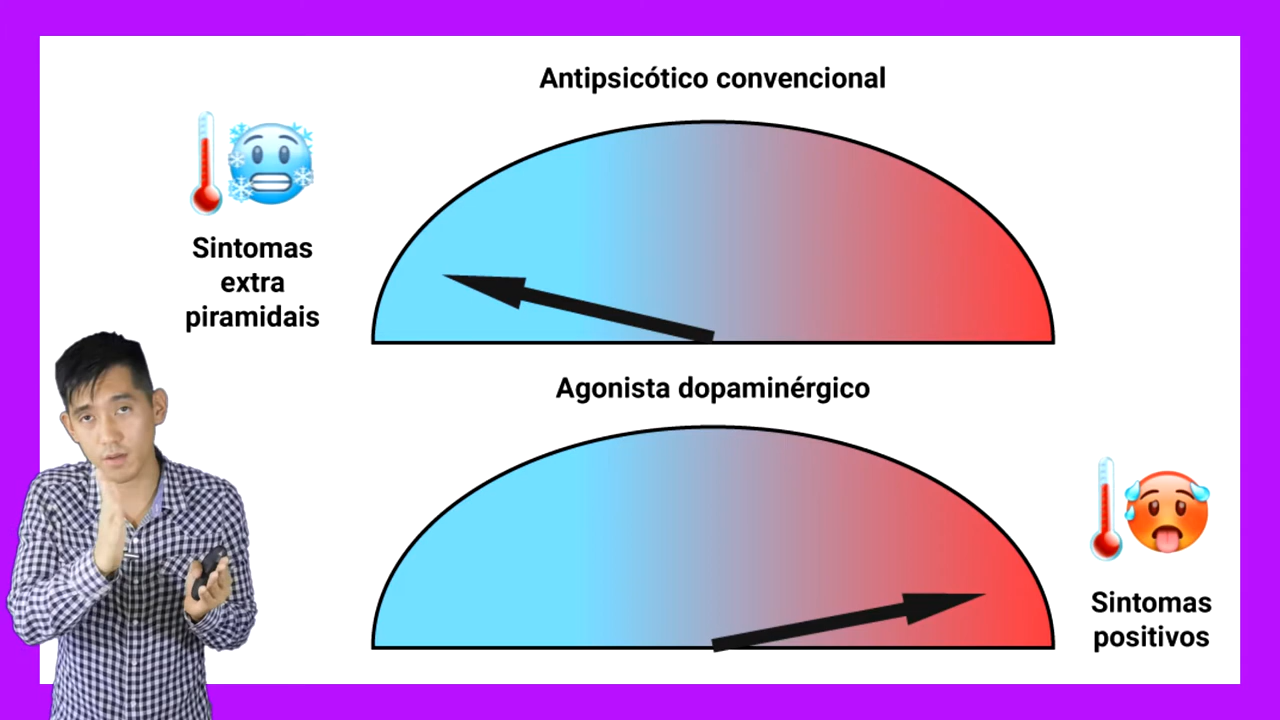 Antipsicótico convencional
Sintomas
extra
piramidais
Agonista dopaminérgico
Sintomas
positivos